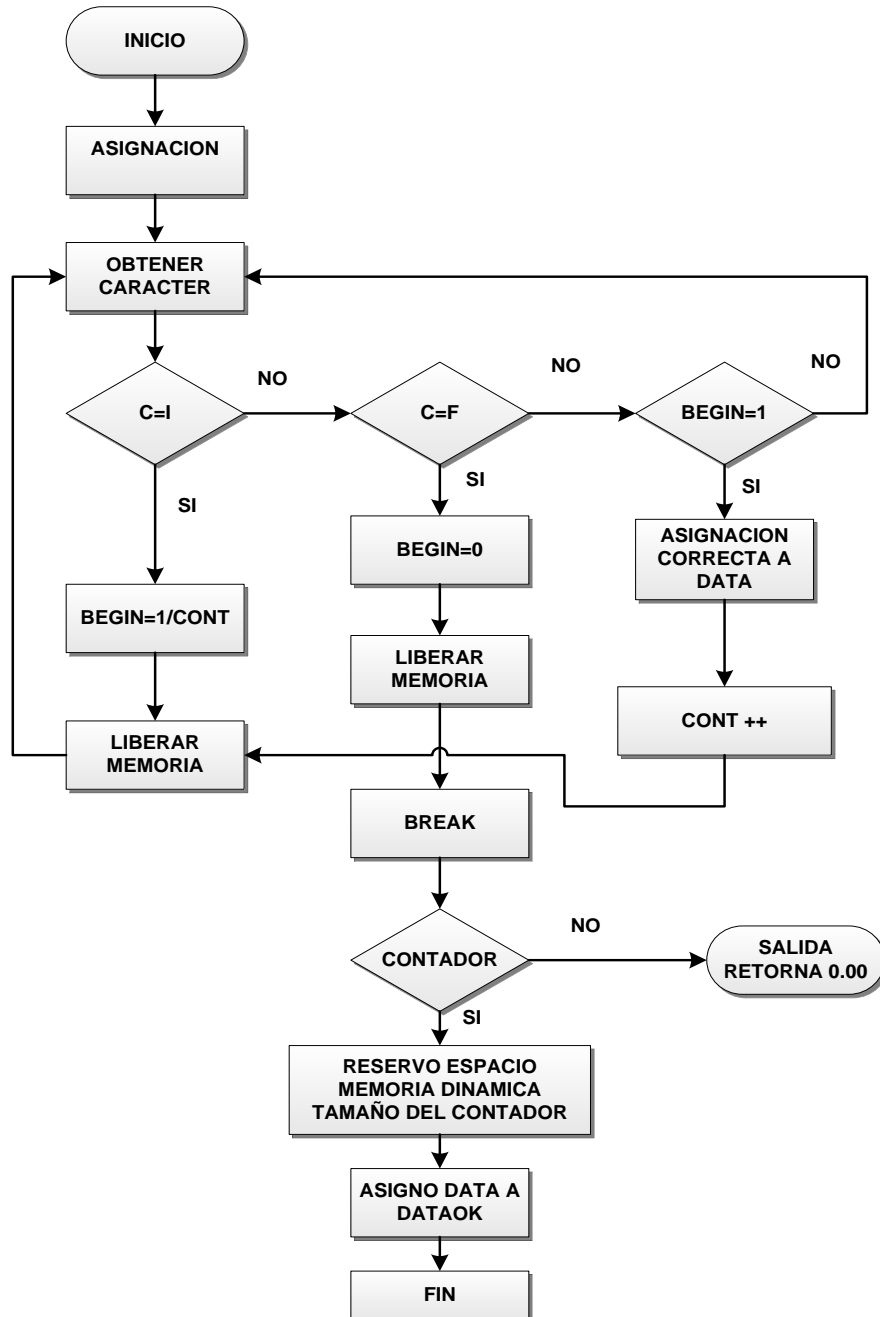 INICIO
ASIGNACION
OBTENER
CARACTER
C=I
NO
C=F
NO
BEGIN=1
NO
SI
SI
SI
BEGIN=1/CONT
BEGIN=0
ASIGNACION
CORRECTA A
DATA
LIBERAR
MEMORIA
LIBERAR
MEMORIA
CONT ++
BREAK
CONTADOR
NO
SALIDA
RETORNA 0.00
SI
RESERVO ESPACIO
MEMORIA DINAMICA
TAMAÑO DEL CONTADOR
ASIGNO DATA A
DATAOK
FIN